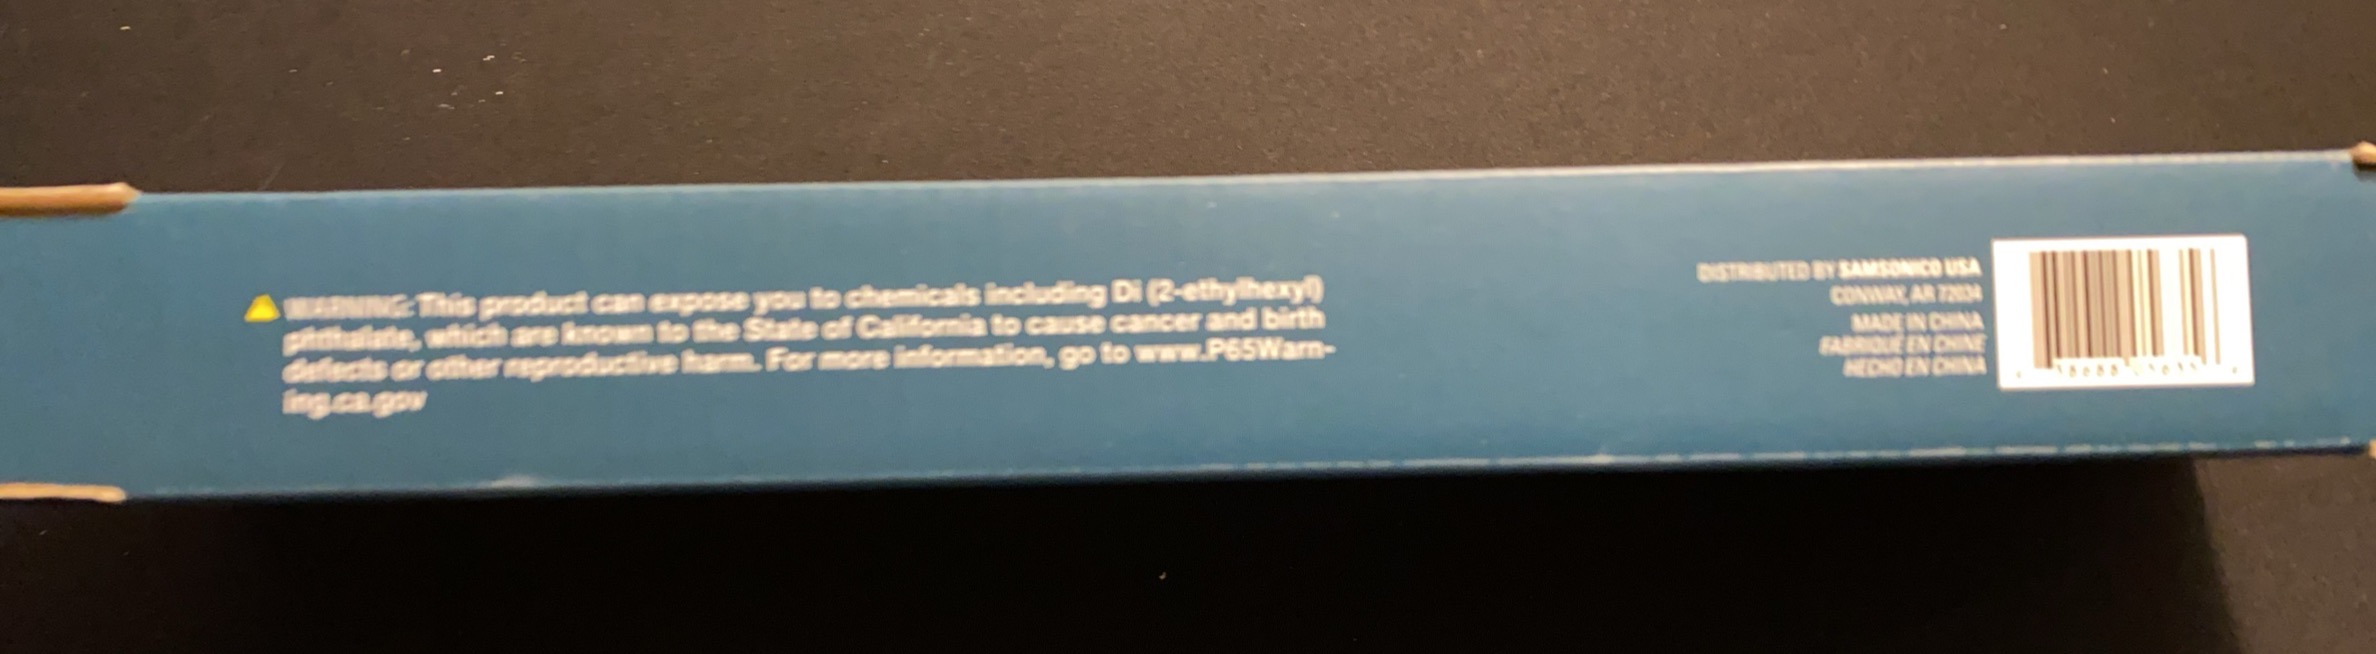 WARNING: This product can expose you to chemicals including Di (2-ethylhexyl)
phthalate, which are known to the State of California to cause cancer and birth
defects or other reproductive harm. For more information, go to www.P65Warn-
ing.ca.gov
DISTRIBUTED BY SAMSONICO USA
CONWAY, AR 72034
MADE IN CHINA
FABRIQUÉ EN CHINE
HECHO EN CHINA